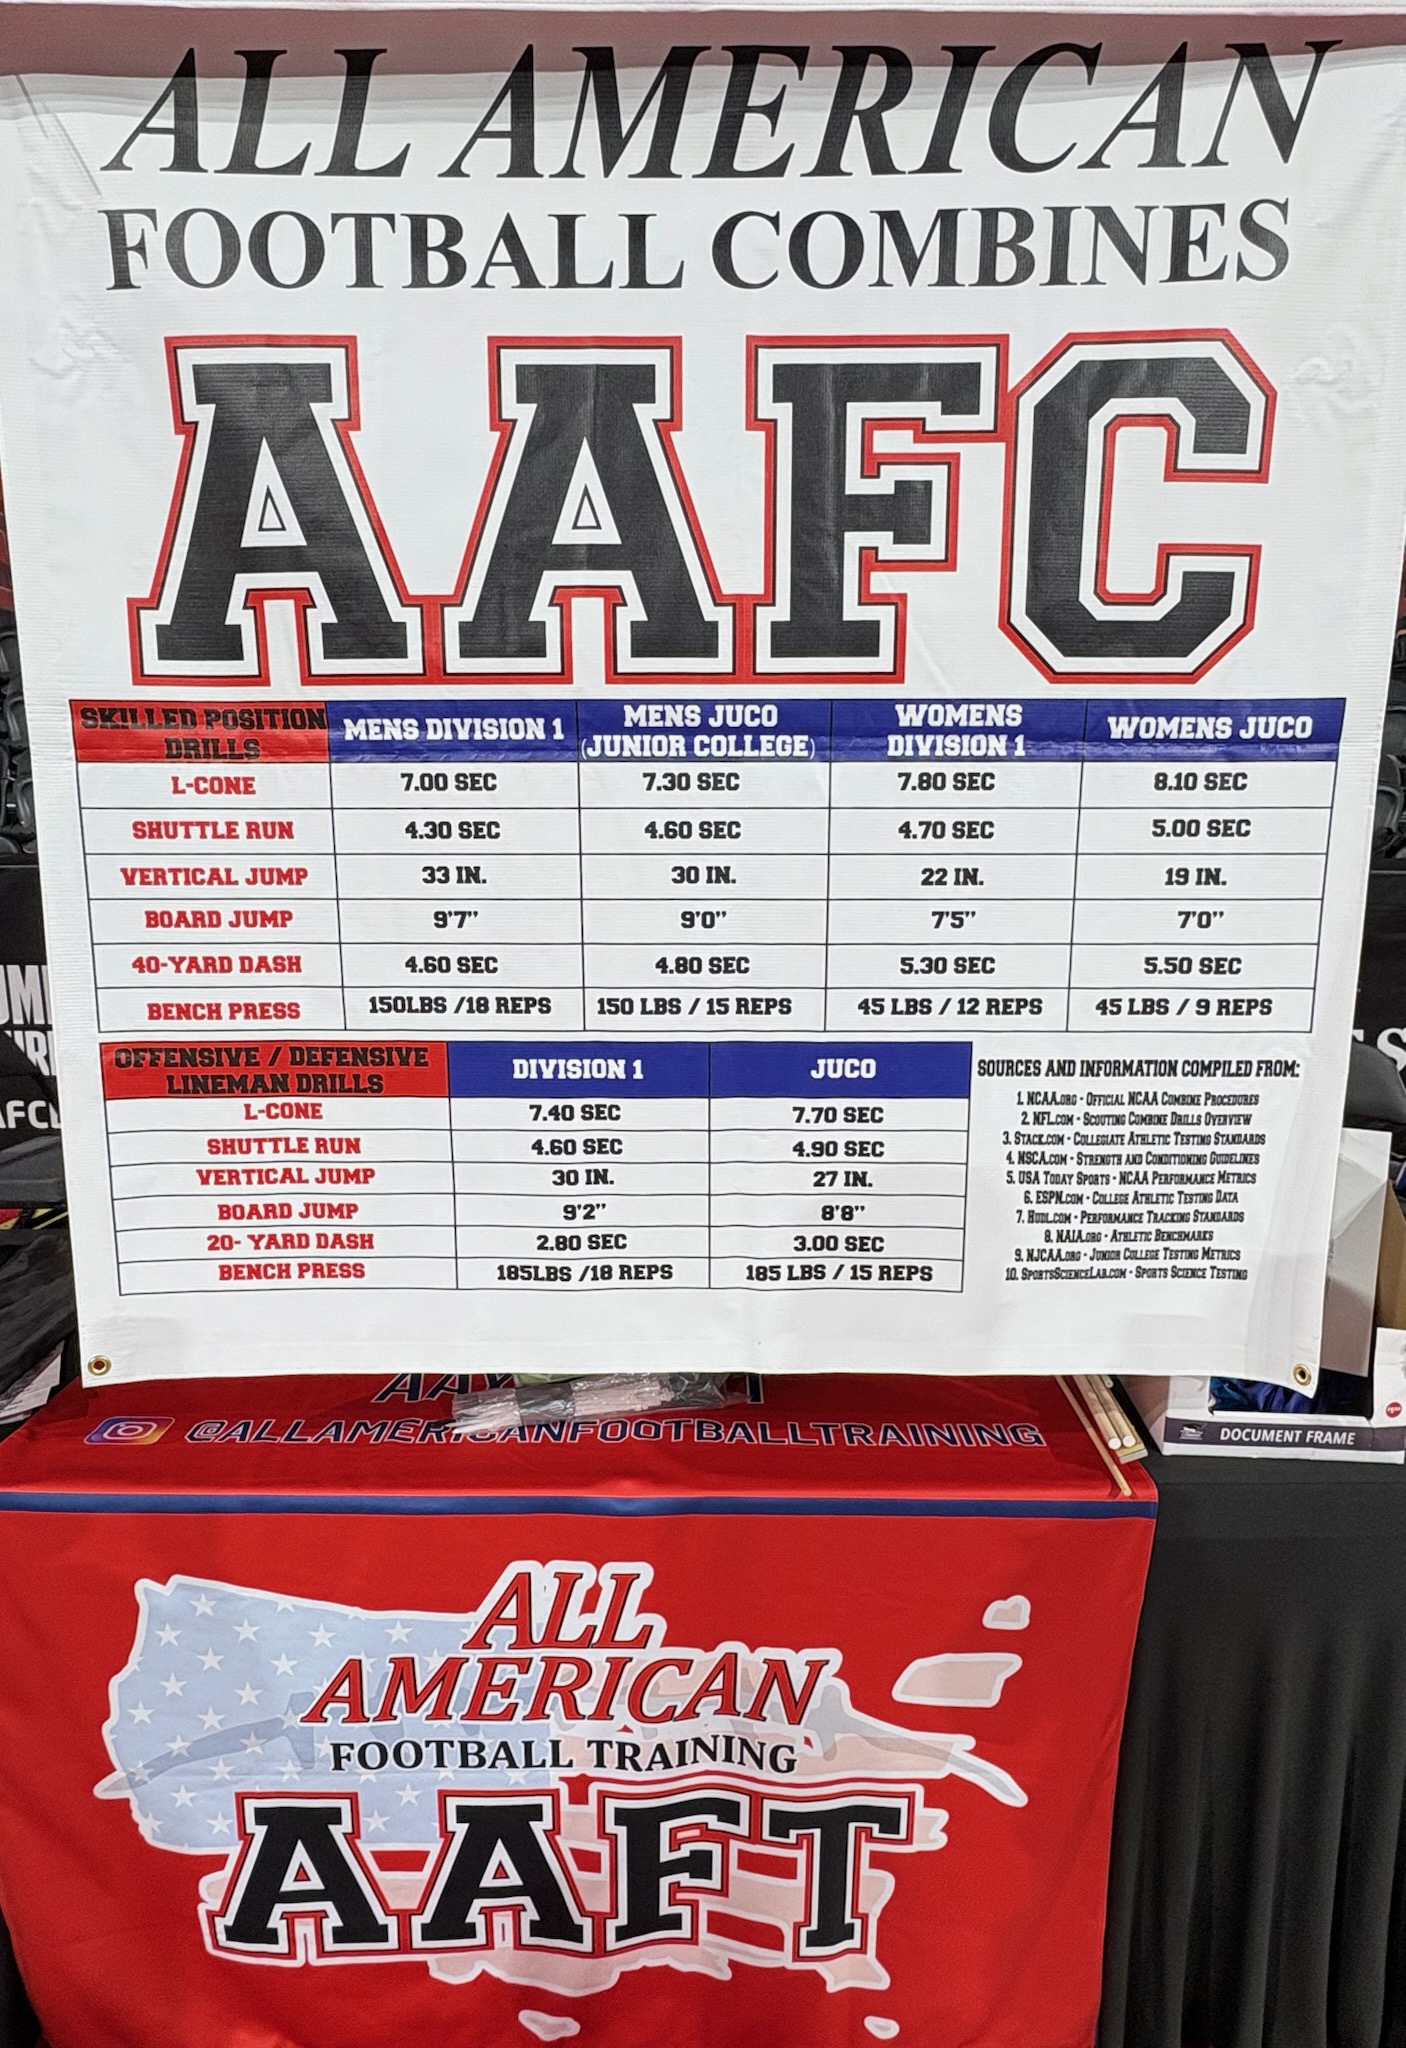 ALL AMERICAN
FOOTBALL COMBINES
AAFC
SKILLED POSITION DRILLS MENS DIVISION 1 MENS JUCO (JUNIOR COLLEGE) WOMENS DIVISION 1 WOMENS JUCO
L-CONE 7.00 SEC 7.30 SEC 7.80 SEC 8.10 SEC
SHUTTLE RUN 4.30 SEC 4.60 SEC 4.70 SEC 5.00 SEC
VERTICAL JUMP 33 IN. 30 IN. 22 IN. 19 IN.
BOARD JUMP 9'7" 9'0" 7'5" 7'0"
40-YARD DASH 4.60 SEC 4.80 SEC 5.30 SEC 5.50 SEC
BENCH PRESS 150LBS /18 REPS 150 LBS / 15 REPS 45 LBS / 12 REPS 45 LBS / 9 REPS
OFFENSIVE / DEFENSIVE LINEMAN DRILLS DIVISION 1 JUCO
L-CONE 7.40 SEC 7.70 SEC
SHUTTLE RUN 4.60 SEC 4.90 SEC
VERTICAL JUMP 30 IN. 27 IN.
BOARD JUMP 9'2" 8'8"
20- YARD DASH 2.80 SEC 3.00 SEC
BENCH PRESS 185LBS /18 REPS 185 LBS / 15 REPS
SOURCES AND INFORMATION COMPILED FROM:
1. NCAA.ORG - OFFICIAL NCAA COMBINE PROCEDURES
2. NFL.COM - SCOUTING COMBINE DRILLS OVERVIEW
3. STACK.COM - COLLEGIATE ATHLETIC TESTING STANDARDS
4. NSCA.COM - STRENGTH AND CONDITIONING GUIDELINES
5. USA TODAY SPORTS - NCAA PERFORMANCE METRICS
6. ESPN.COM - COLLEGE ATHLETIC TESTING DATA
7. HUDL.COM - PERFORMANCE TRACKING STANDARDS
8. NAIA.ORG - ATHLETIC BENCHMARKS
9. NJCAA.ORG - JUNIOR COLLEGE TESTING METRICS
10. SPORTSSCIENCELAB.COM - SPORTS SCIENCE TESTING
@ALLAMERICANFOOTBALLTRAINING
DOCUMENT FRAME
ALL
AMERICAN
FOOTBALL TRAINING
AAFT